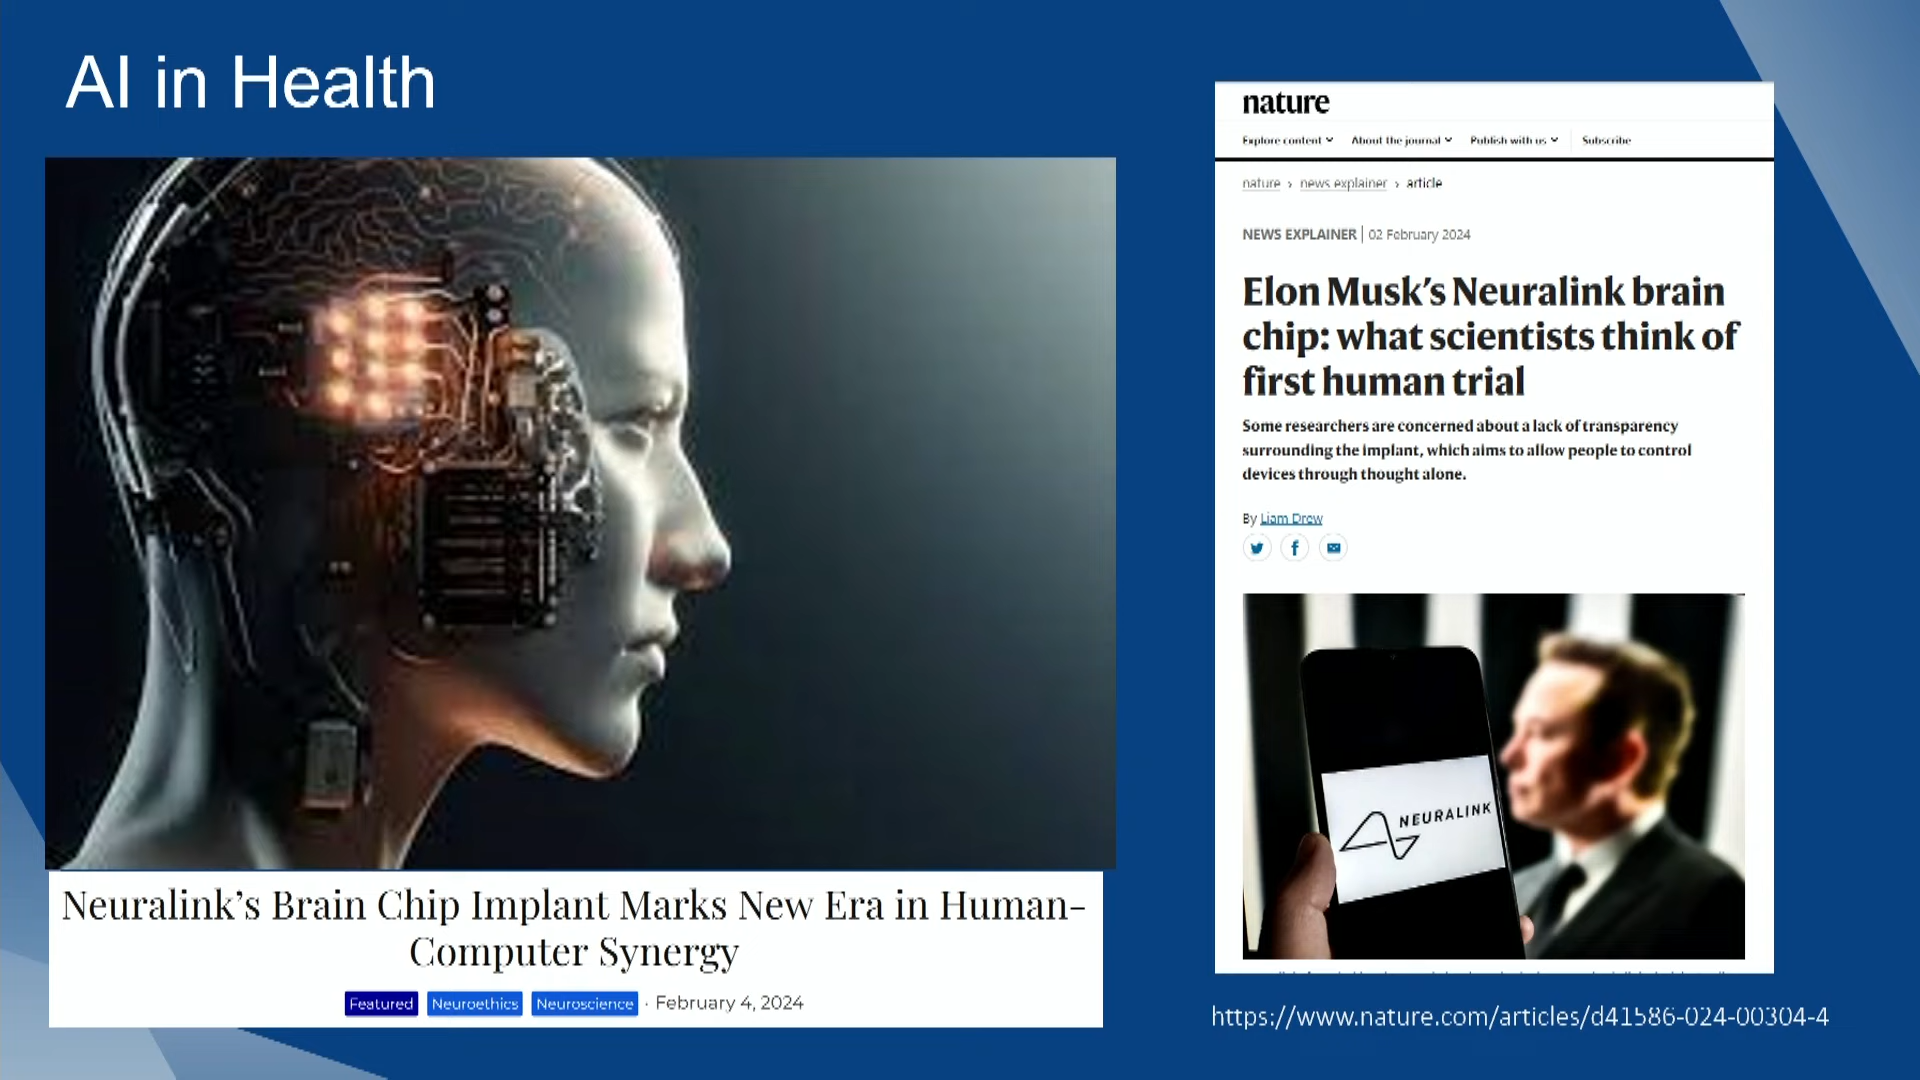 AI in Health
Neuralink’s Brain Chip Implant Marks New Era in Human-
Computer Synergy
Featured Neuroethics Neuroscience · February 4, 2024
nature
Explore content About the journal Publish with us Subscribe
nature › news explainer › article
NEWS EXPLAINER | 02 February 2024
Elon Musk’s Neuralink brain
chip: what scientists think of
first human trial
Some researchers are concerned about a lack of transparency
surrounding the implant, which aims to allow people to control
devices through thought alone.
By Liam Drew
NEURALINK
https://www.nature.com/articles/d41586-024-00304-4